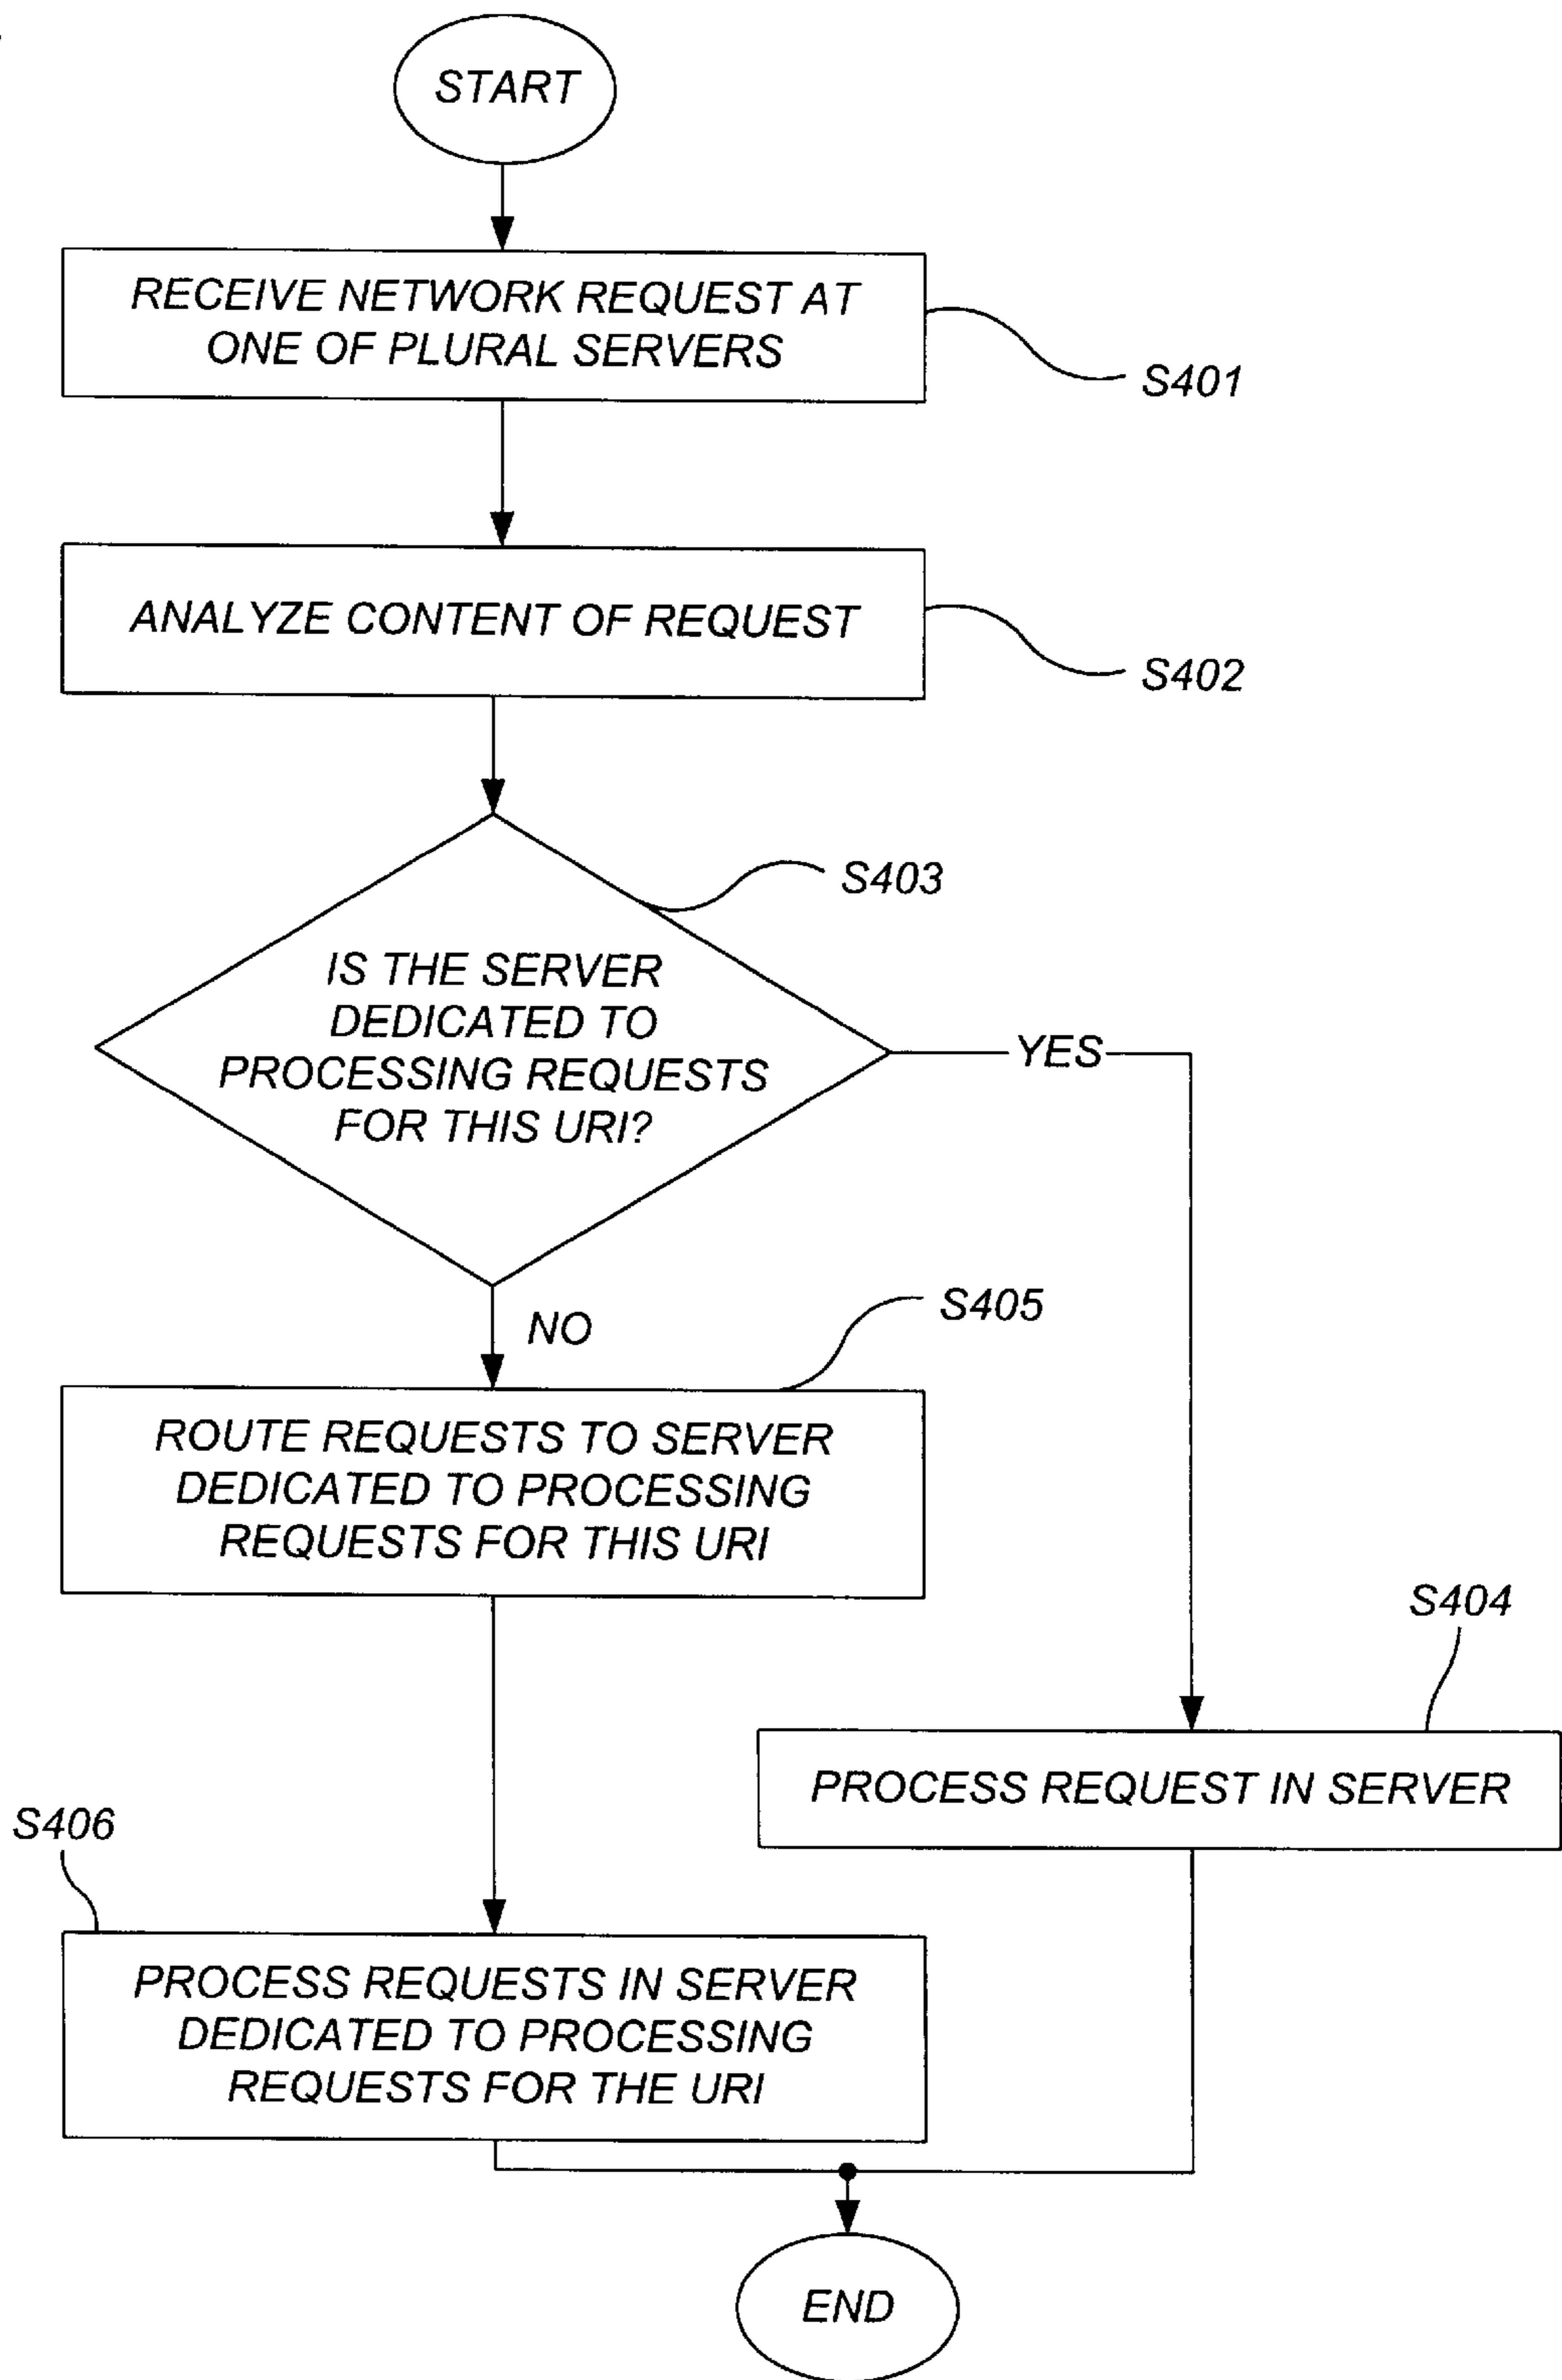 START
RECEIVE NETWORK REQUEST AT
ONE OF PLURAL SERVERS
S401
ANALYZE CONTENT OF REQUEST
S402
S403
IS THE SERVER
DEDICATED TO
PROCESSING REQUESTS
FOR THIS URI?
YES
NO
S405
ROUTE REQUESTS TO SERVER
DEDICATED TO PROCESSING
REQUESTS FOR THIS URI
S404
PROCESS REQUEST IN SERVER
S406
PROCESS REQUESTS IN SERVER
DEDICATED TO PROCESSING
REQUESTS FOR THE URI
END